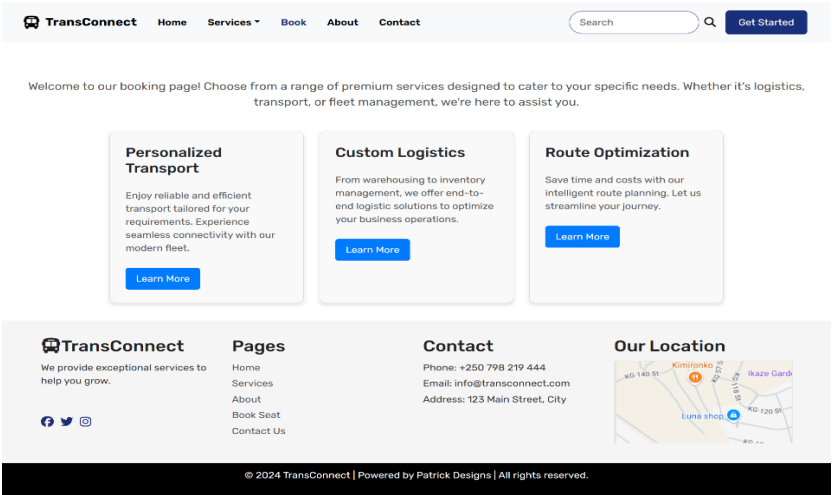 TransConnect Home Services Book About Contact Search Get Started
Welcome to our booking page! Choose from a range of premium services designed to cater to your specific needs. Whether it's logistics,
transport, or fleet management, we're here to assist you.
Personalized
Transport
Enjoy reliable and efficient
transport tailored for your
requirements. Experience
seamless connectivity with our
modern fleet.
Learn More
Custom Logistics
From warehousing to inventory
management, we offer end-to-
end logistic solutions to optimize
your business operations.
Learn More
Route Optimization
Save time and costs with our
intelligent route planning. Let us
streamline your journey.
Learn More
TransConnect
We provide exceptional services to
help you grow.
Pages
Home
Services
About
Book Seat
Contact Us
Contact
Phone: +250 798 219 444
Email: info@transconnect.com
Address: 123 Main Street, City
Our Location
Kimironko
KG 140 St
KG 118 St
Ikaze Garde
Luna shop
KG 120 St
© 2024 TransConnect | Powered by Patrick Designs | All rights reserved.